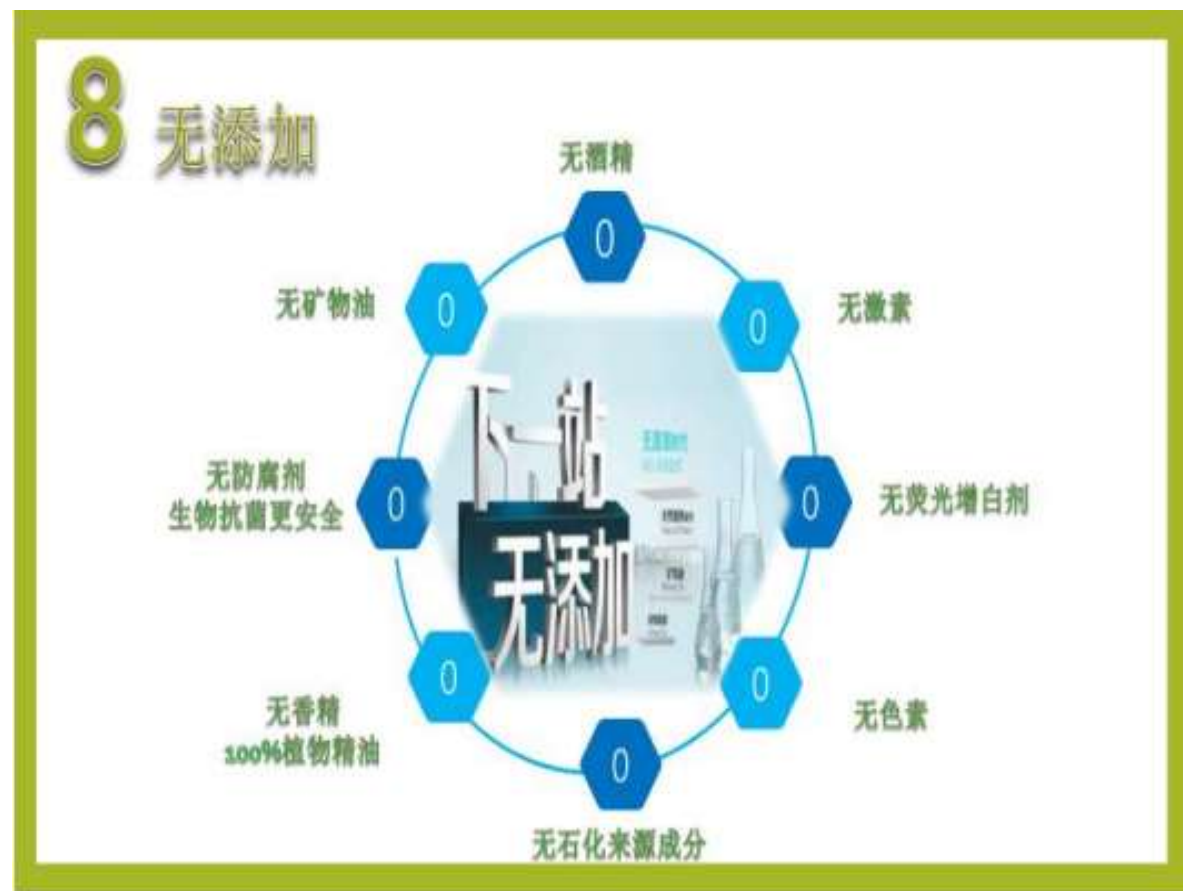 8 无添加
无酒精
0
无激素
0
无荧光增白剂
0
无色素
0
无石化来源成分
0
无香精
100%植物精油
0
无防腐剂
生物抗菌更安全
0
无矿物油
0
下一站
无添加